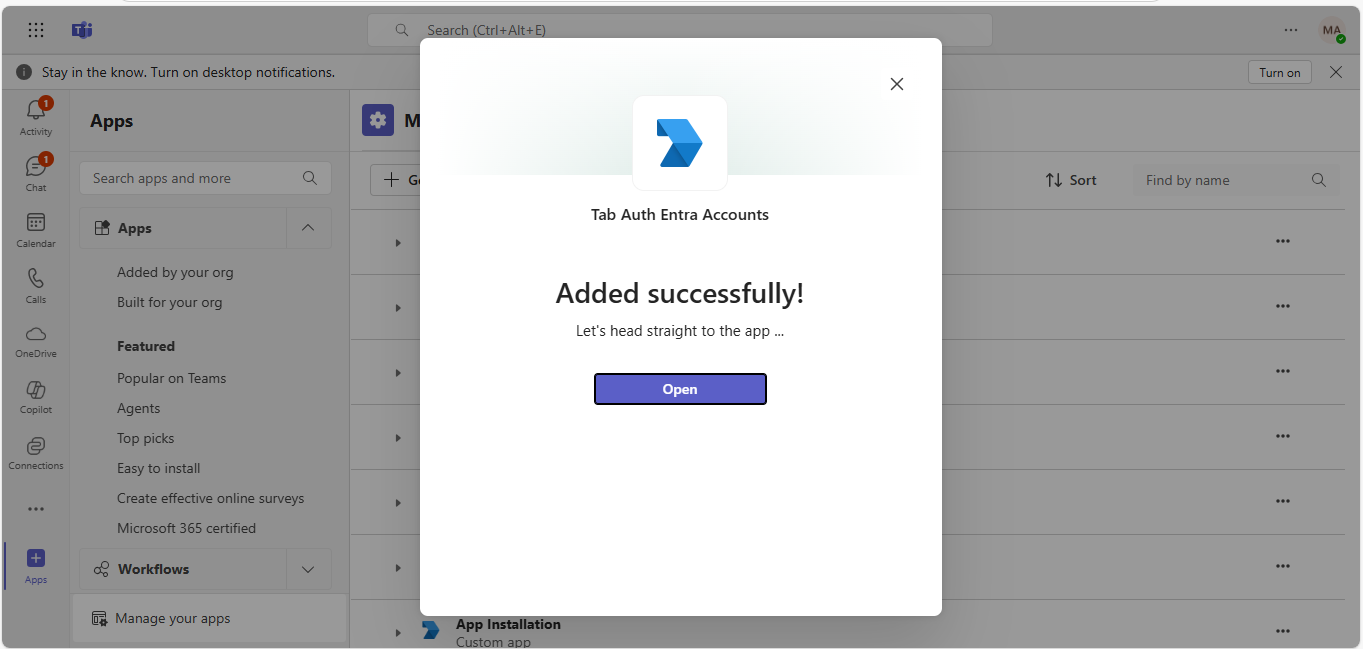 Search (Ctrl+Alt+E)
MA
Stay in the know. Turn on desktop notifications.
Turn on
1
Activity
1
Chat
Calendar
Calls
OneDrive
Copilot
Connections
Apps
Apps
Search apps and more
Apps
Added by your org
Built for your org
Featured
Popular on Teams
Agents
Top picks
Easy to install
Create effective online surveys
Microsoft 365 certified
Workflows
Manage your apps
Sort
Find by name
Tab Auth Entra Accounts
Added successfully!
Let's head straight to the app ...
Open
App Installation
Custom app